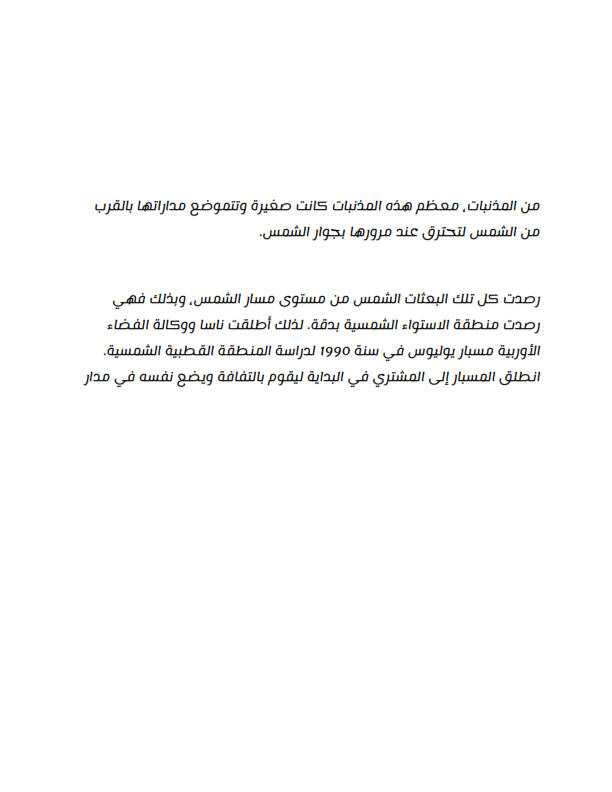 من المذنبات، معظم هذه المذنبات كانت صغيرة وتتموضع مداراتها بالقرب
من الشمس لتحترق عند مرورها بجوار الشمس.
رصدت كل تلك البعثات الشمس من مستوى مسار الشمس، وبذلك فهي
رصدت منطقة الاستواء الشمسية بدقة. لذلك أطلقت ناسا ووكالة الفضاء
الأوربية مسبار يوليوس في سنة 1990 لدراسة المنطقة القطبية الشمسية.
انطلق المسبار إلى المشتري في البداية ليقوم بالتفافة ويضع نفسه في مدار